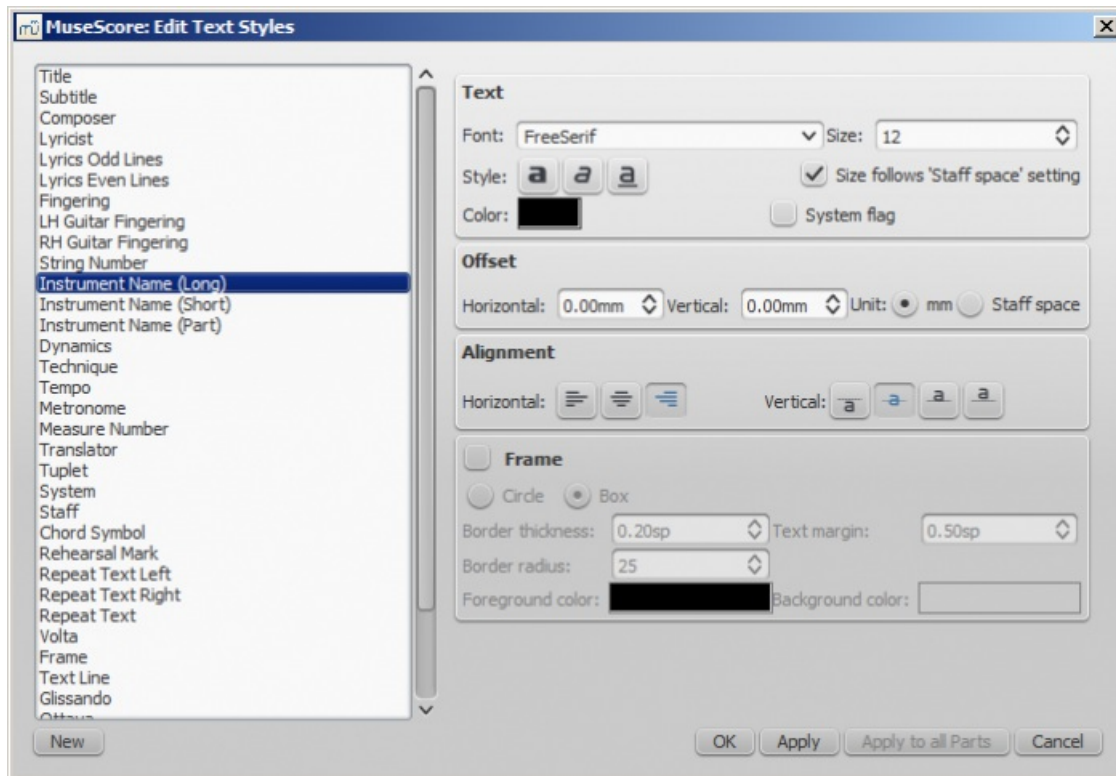 MuseScore: Edit Text Styles
Title
Subtitle
Composer
Lyricist
Lyrics Odd Lines
Lyrics Even Lines
Fingering
LH Guitar Fingering
RH Guitar Fingering
String Number
Instrument Name (Long)
Instrument Name (Short)
Instrument Name (Part)
Dynamics
Technique
Tempo
Metronome
Measure Number
Translator
Tuplet
System
Staff
Chord Symbol
Rehearsal Mark
Repeat Text Left
Repeat Text Right
Repeat Text
Volta
Frame
Text Line
Glissando
Ottava
New
Text
Font: FreeSerif Size: 12
Style: a a a Size follows 'Staff space' setting
Color: System flag
Offset
Horizontal: 0.00mm Vertical: 0.00mm Unit: mm Staff space
Alignment
Horizontal: Vertical: a a a a
Frame
Circle Box
Border thickness: 0.20sp Text margin: 0.50sp
Border radius: 25
Foreground color: Background color:
OK Apply Apply to all Parts Cancel